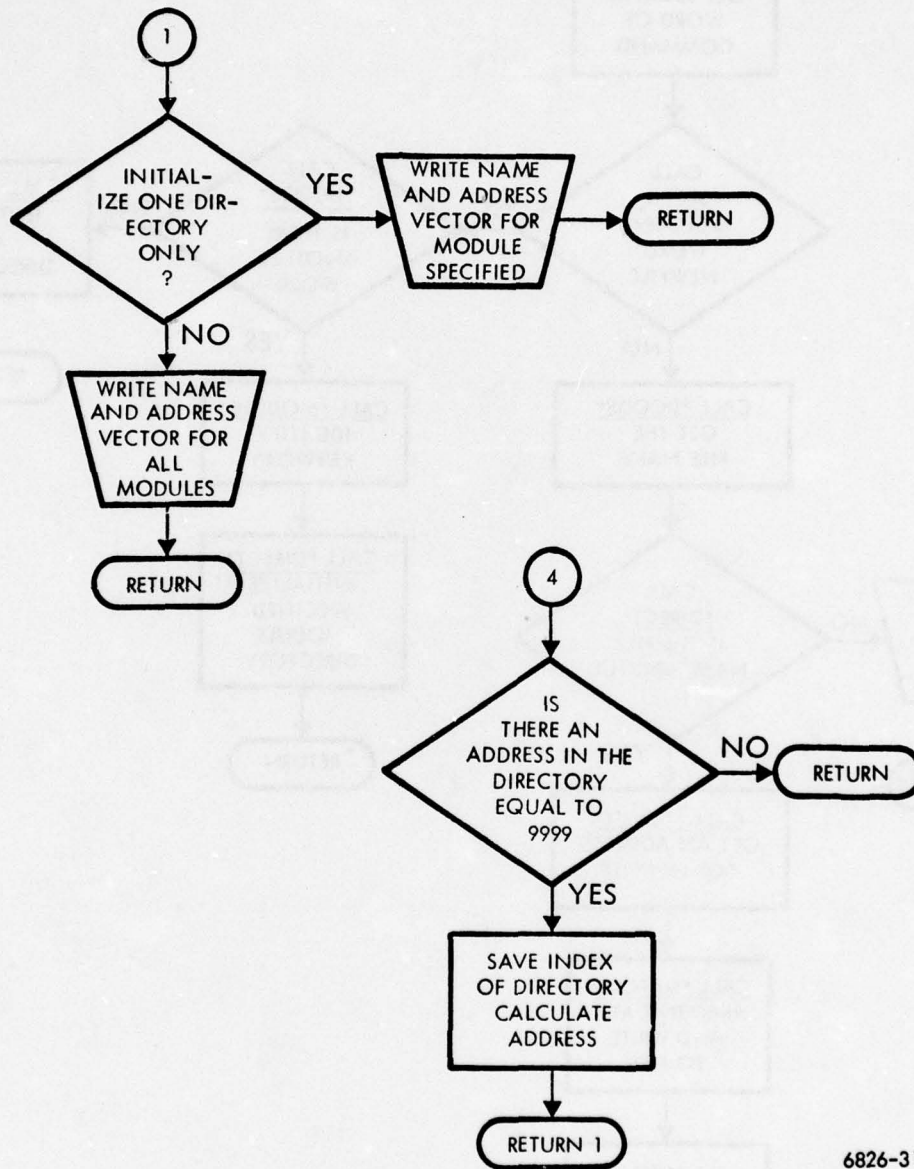 1
INITIAL-
IZE ONE DIR-
ECTORY
ONLY
?
YES
WRITE NAME
AND ADDRESS
VECTOR FOR
MODULE
SPECIFIED
RETURN
NO
WRITE NAME
AND ADDRESS
VECTOR FOR
ALL
MODULES
RETURN
4
IS
THERE AN
ADDRESS IN THE
DIRECTORY
EQUAL TO
9999
NO
RETURN
YES
SAVE INDEX
OF DIRECTORY
CALCULATE
ADDRESS
RETURN 1
6826-3